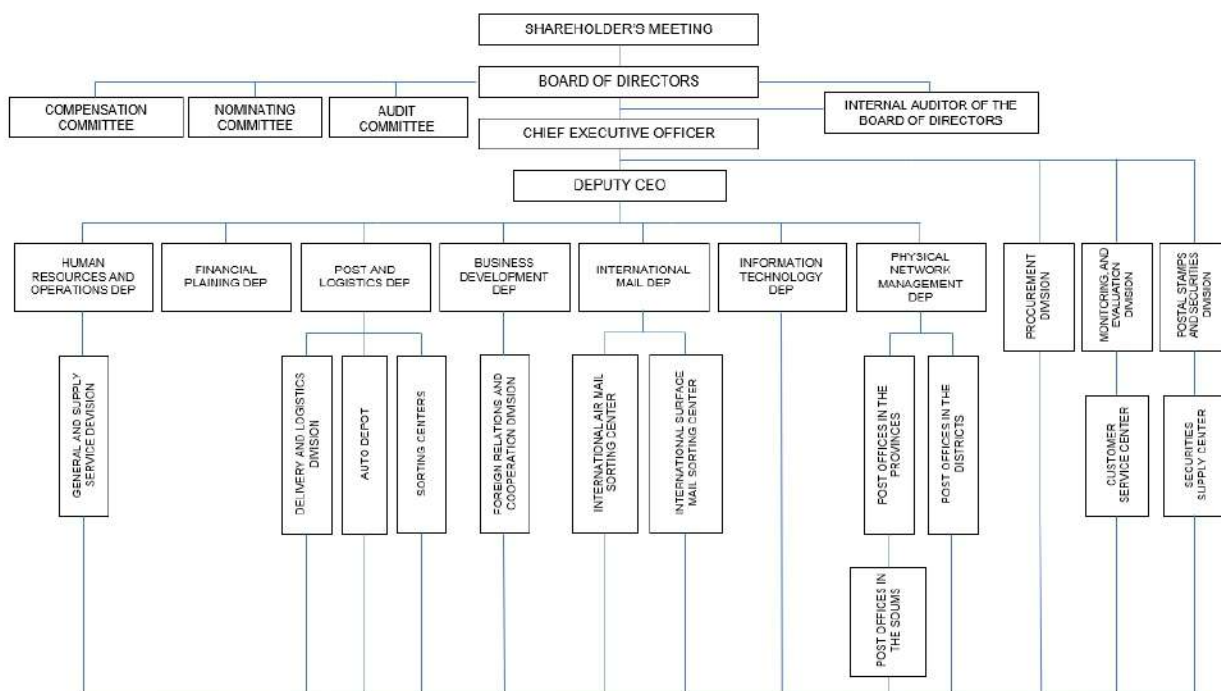 SHAREHOLDER'S MEETING
BOARD OF DIRECTORS
COMPENSATION
COMMITTEE
NOMINATING
COMMITTEE
AUDIT
COMMITTEE
INTERNAL AUDITOR OF THE
BOARD OF DIRECTORS
CHIEF EXECUTIVE OFFICER
DEPUTY CEO
HUMAN
RESOURCES AND
OPERATIONS DEP
FINANCIAL
PLAINING DEP
POST AND
LOGISTICS DEP
BUSINESS
DEVELOPMENT
DEP
INTERNATIONAL
MAIL DEP
INFORMATION
TECHNOLOGY
DEP
PHYSICAL
NETWORK
MANAGEMENT
DEP
PROCUREMENT
DIVISION
MONITORING AND
EVALUATION
DIVISION
POSTAL STAMPS
AND SECURITIES
DIVISION
GENERAL AND SUPPLY
SERVICE DEVISION
DELIVERY AND LOGISTICS
DIVISION
AUTO DEPOT
SORTING CENTERS
FOREIGN RELATIONS AND
COOPERATION DIVISION
INTERNATIONAL AIR MAIL
SORTING CENTER
INTERNATIONAL SURFACE
MAIL SORTING CENTER
POST OFFICES IN THE
PROVINCES
POST OFFICES IN THE
DISTRICTS
CUSTOMER
SERVICE CENTER
SECURITIES
SUPPLY CENTER
POST OFFICES IN
THE SOUMS